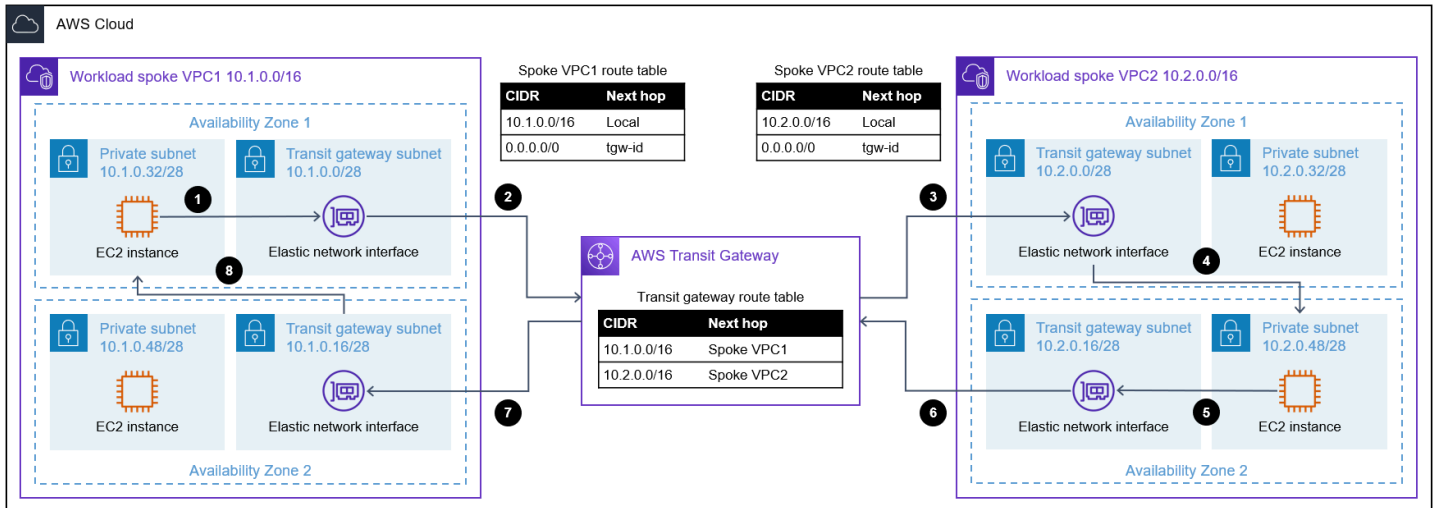 AWS Cloud
Workload spoke VPC1 10.1.0.0/16
Availability Zone 1
Private subnet
10.1.0.32/28
EC2 instance
1
Transit gateway subnet
10.1.0.0/28
Elastic network interface
8
Private subnet
10.1.0.48/28
EC2 instance
Transit gateway subnet
10.1.0.16/28
Elastic network interface
Availability Zone 2
Spoke VPC1 route table
CIDR Next hop
10.1.0.0/16 Local
0.0.0.0/0 tgw-id
Spoke VPC2 route table
CIDR Next hop
10.2.0.0/16 Local
0.0.0.0/0 tgw-id
2
3
AWS Transit Gateway
Transit gateway route table
CIDR Next hop
10.1.0.0/16 Spoke VPC1
10.2.0.0/16 Spoke VPC2
7
6
Workload spoke VPC2 10.2.0.0/16
Availability Zone 1
Transit gateway subnet
10.2.0.0/28
Elastic network interface
Private subnet
10.2.0.32/28
EC2 instance
4
Transit gateway subnet
10.2.0.16/28
Elastic network interface
5
Private subnet
10.2.0.48/28
EC2 instance
Availability Zone 2